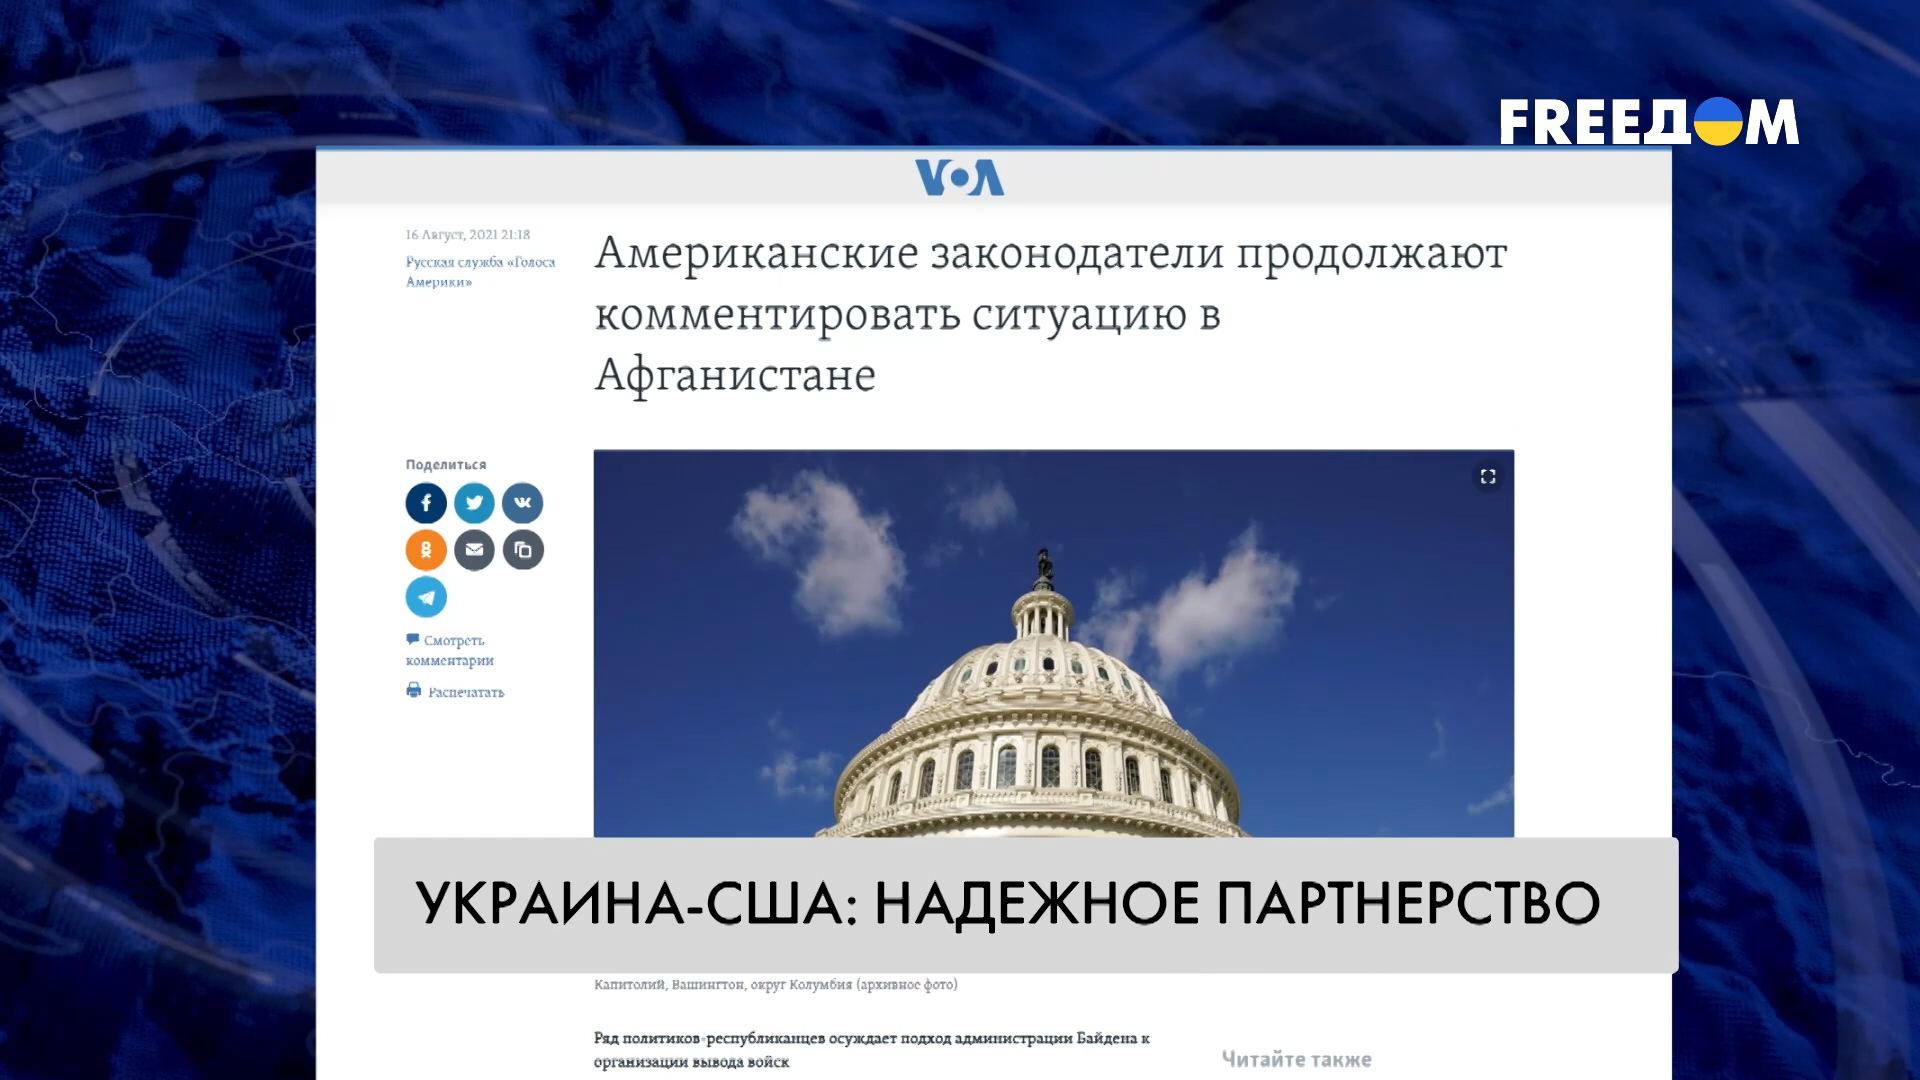 FREEДOM
VOA
16 Август, 2021 21:18
Русская служба «Голоса
Америки»
Американские законодатели продолжают
комментировать ситуацию в
Афганистане
Поделиться
Смотреть
комментарии
Распечатать
УКРАИНА-США: НАДЕЖНОЕ ПАРТНЕРСТВО
Капитолий, Вашингтон, округ Колумбия (архивное фото)
Ряд политиков-республиканцев осуждает подход администрации Байдена к
организации вывода войск
Читайте также